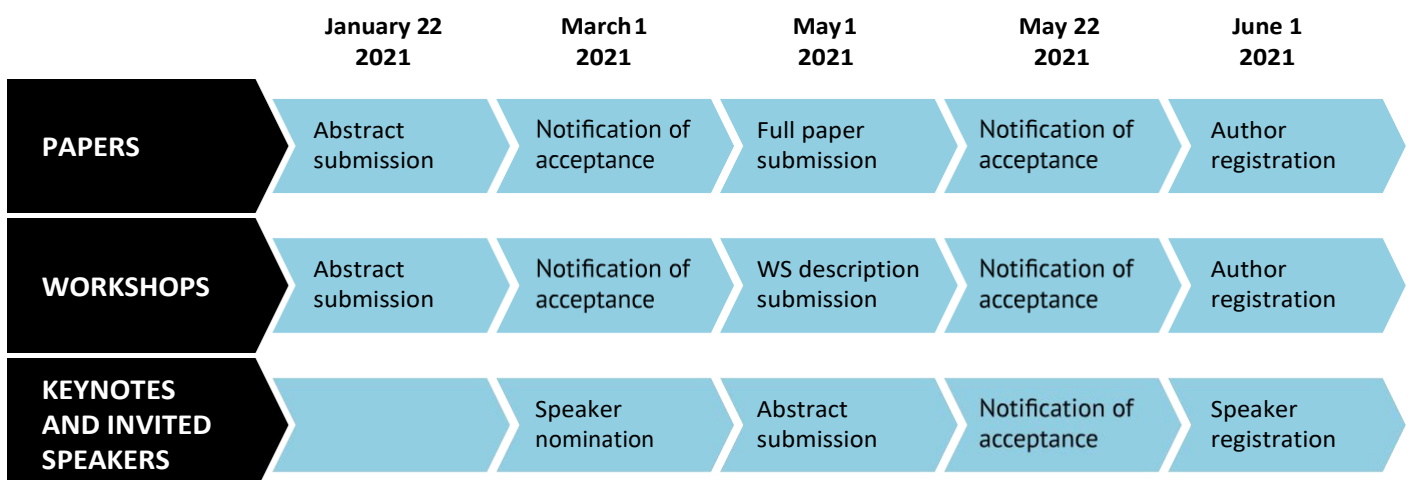 January 22 March 1 May 1 May 22 June 1
2021 2021 2021 2021 2021
PAPERS
Abstract Notification of Full paper Notification of Author
submission acceptance submission acceptance registration
WORKSHOPS
Abstract Notification of WS description Notification of Author
submission acceptance submission acceptance registration
KEYNOTES
AND INVITED
SPEAKERS
Speaker Abstract Notification of Speaker
nomination submission acceptance registration